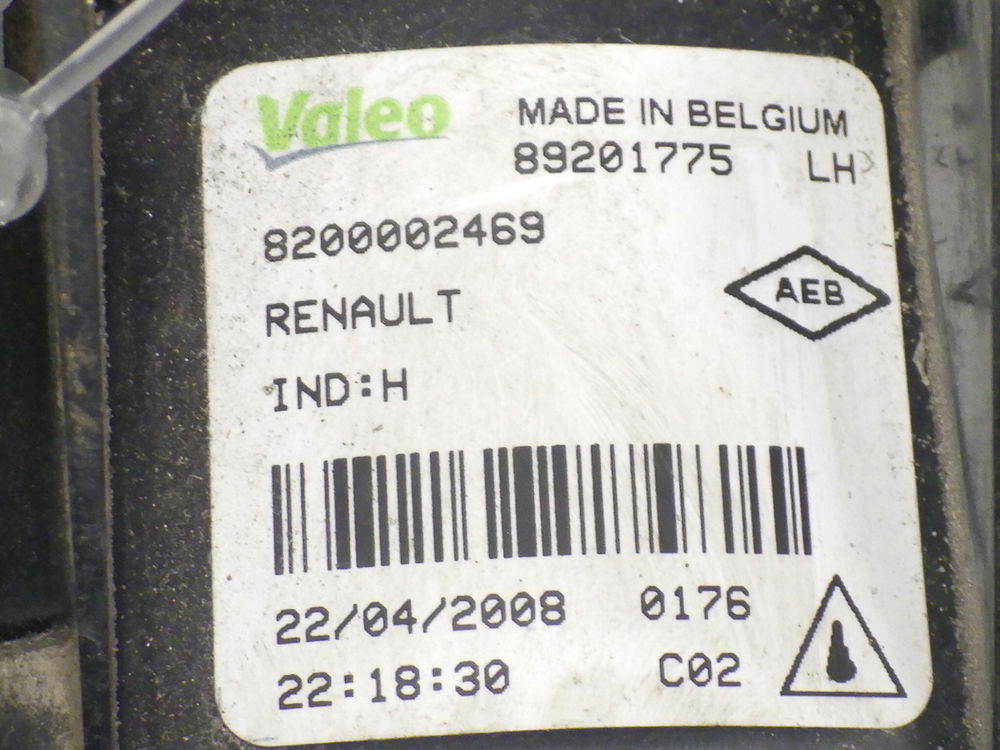 Valeo
MADE IN BELGIUM
89201775 LH
8200002469
RENAULT
AEB
IND:H
22/04/2008 0176
22:18:30 C02